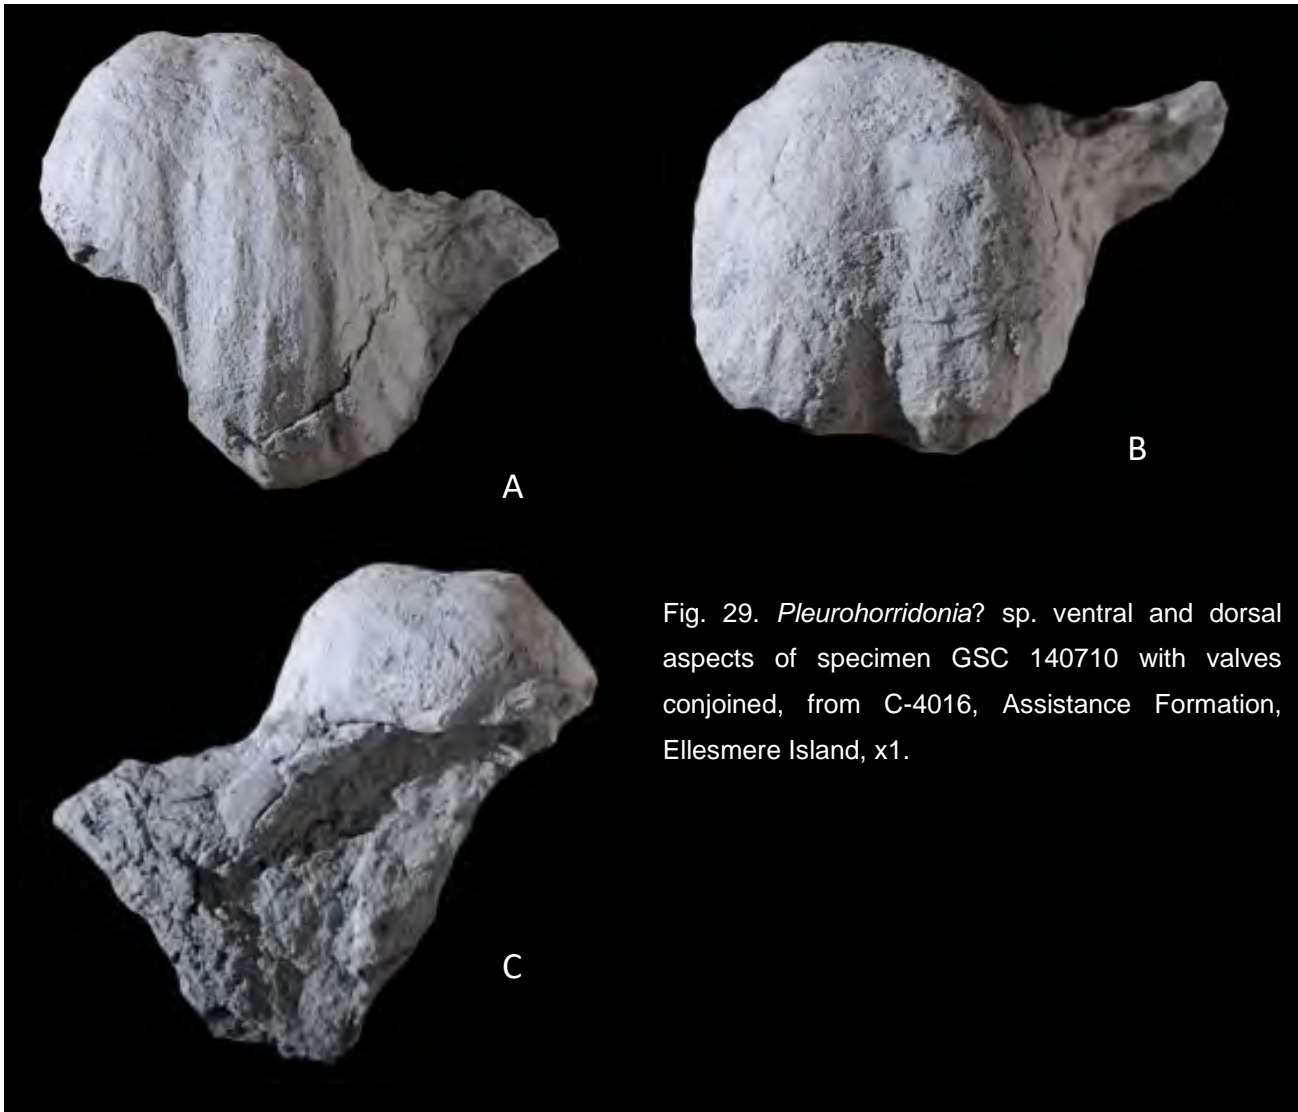 A
B
Fig. 29. Pleurohorridonia? sp. ventral and dorsal
aspects of specimen GSC 140710 with valves
conjoined, from C-4016, Assistance Formation,
Ellesmere Island, x1.
C